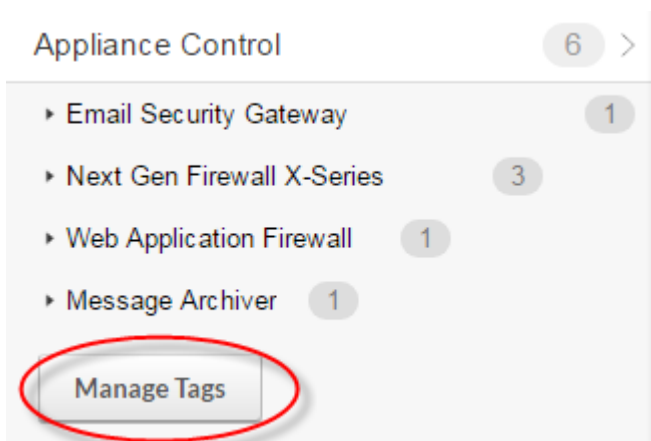 Appliance Control 6
Email Security Gateway 1
Next Gen Firewall X-Series 3
Web Application Firewall 1
Message Archiver 1
Manage Tags